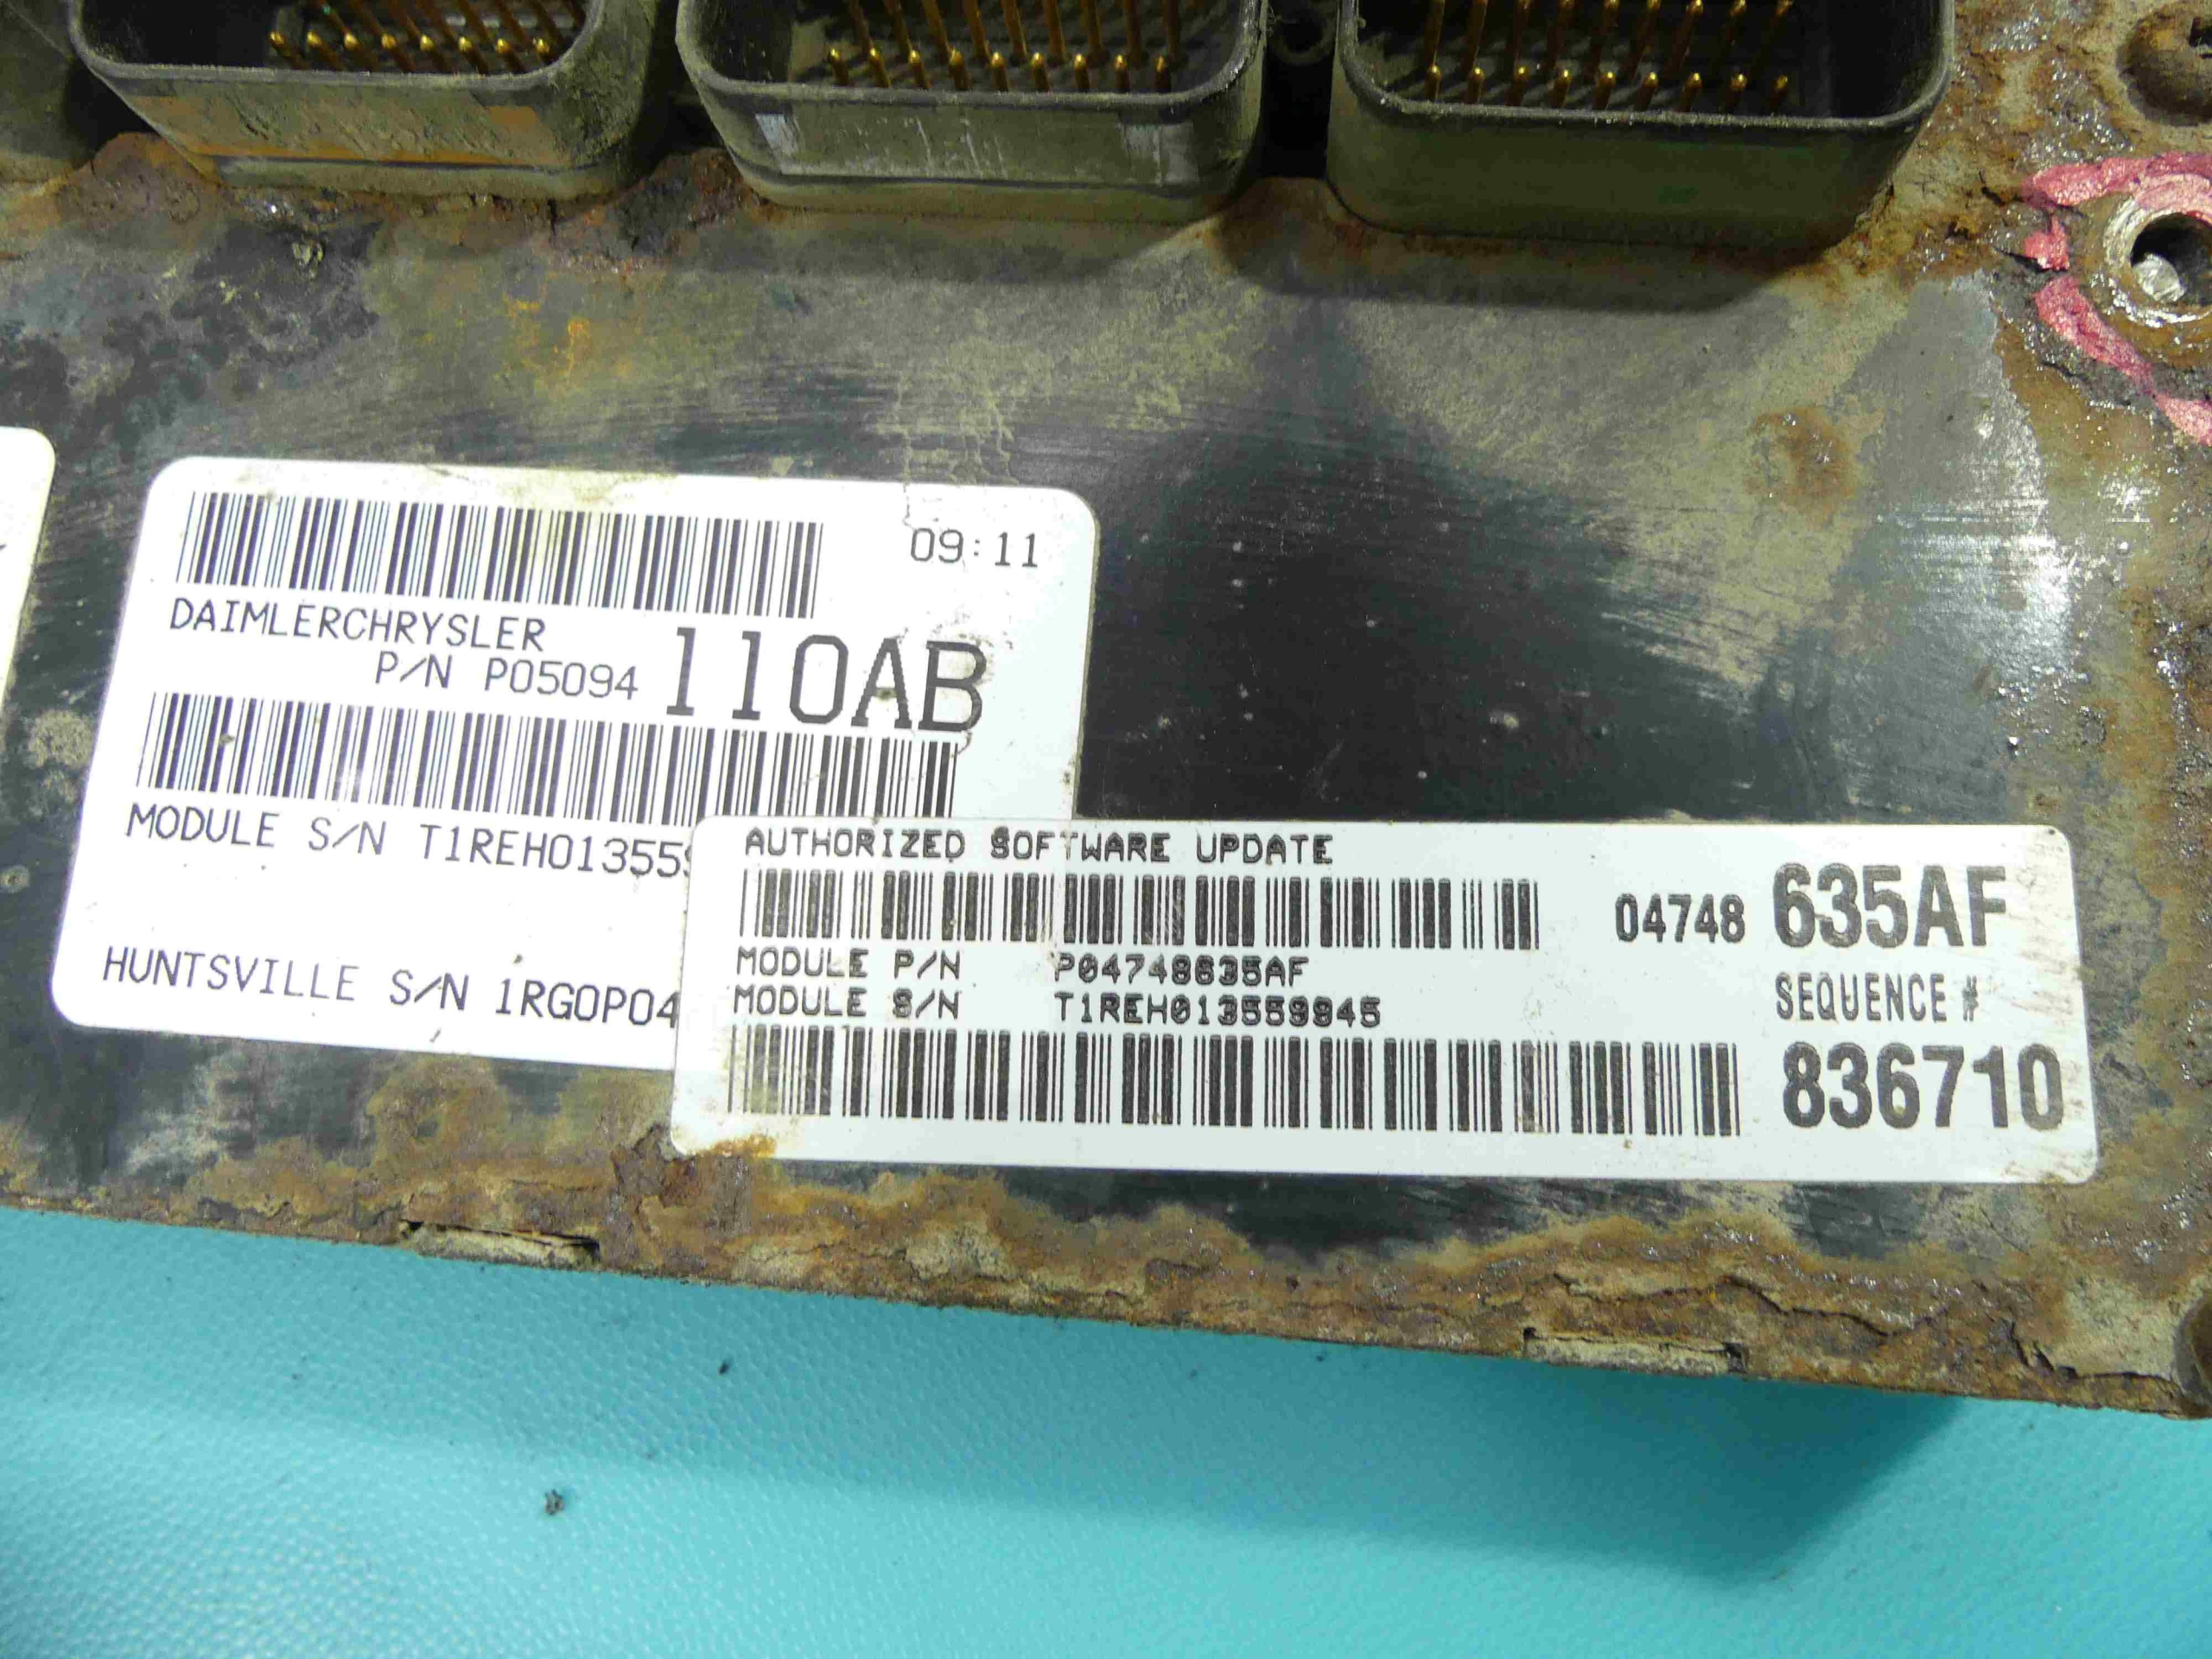 09:11
DAIMLERCHRYSLER
P/N P05094 110AB
MODULE S/N T1REH013559
HUNTSVILLE S/N 1RG0P04
AUTHORIZED SOFTWARE UPDATE
04748 635AF
MODULE P/N P04748635AF
MODULE S/N T1REH013559945
SEQUENCE #
836710